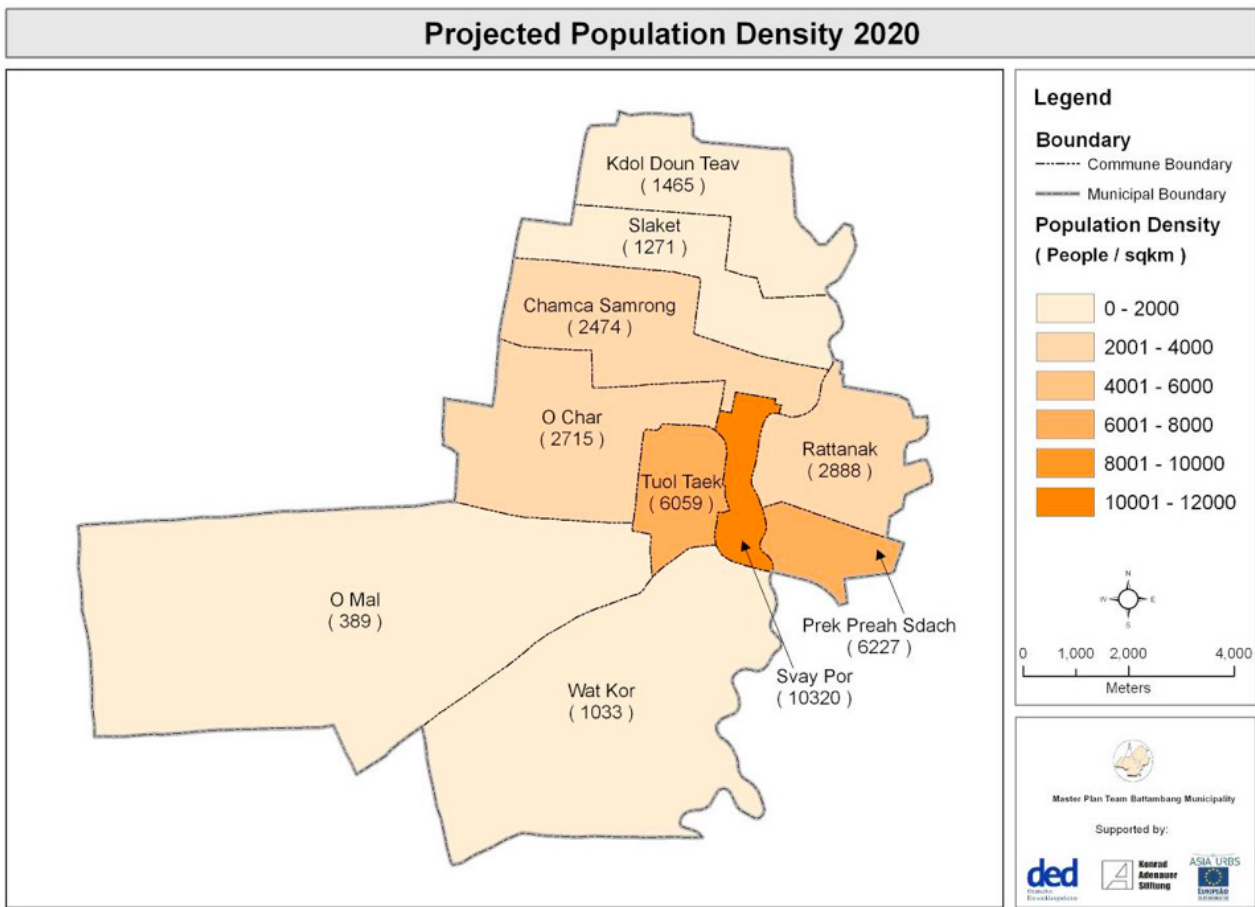 Projected Population Density 2020
Kdol Doun Teav
( 1465 )
Slaket
( 1271 )
Chamca Samrong
( 2474 )
O Char
( 2715 )
Rattanak
( 2888 )
Tuol Taek
( 6059 )
O Mal
( 389 )
Prek Preah Sdach
( 6227 )
Svay Por
( 10320 )
Wat Kor
( 1033 )
Legend
Boundary
Commune Boundary
Municipal Boundary
Population Density
( People / sqkm )
0 - 2000
2001 - 4000
4001 - 6000
6001 - 8000
8001 - 10000
10001 - 12000
N
W E
S
0 1,000 2,000 4,000
Meters
Master Plan Team Battambang Municipality
Supported by:
ded
Konrad
Adenauer
Stiftung
ASIA URBS
EUROPEAID